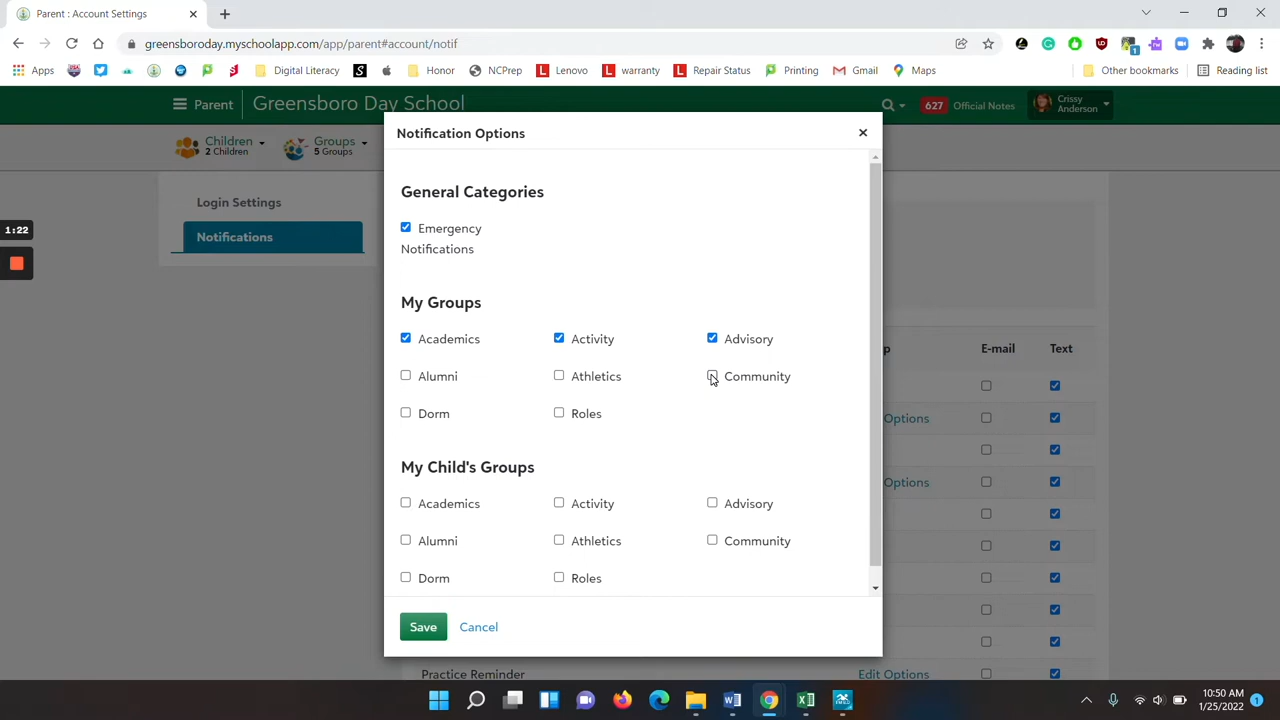 Parent : Account Settings
greensboroday.myschoolapp.com/app/parent#account/notif
Apps
Digital Literacy
Honor
NCPrep
Lenovo
warranty
Repair Status
Printing
Gmail
Maps
Other bookmarks
Reading list
Parent
Greensboro Day School
627 Official Notes
Crissy
Anderson
Children
2 Children
Groups
5 Groups
Login Settings
Notifications
1:22
Notification Options
General Categories
Emergency
Notifications
My Groups
Academics Activity Advisory
Alumni Athletics Community
Dorm Roles
My Child's Groups
Academics Activity Advisory
Alumni Athletics Community
Dorm Roles
Save Cancel
E-mail Text
Options
Options
Practice Reminder Edit Options
10:50 AM
1/25/2022